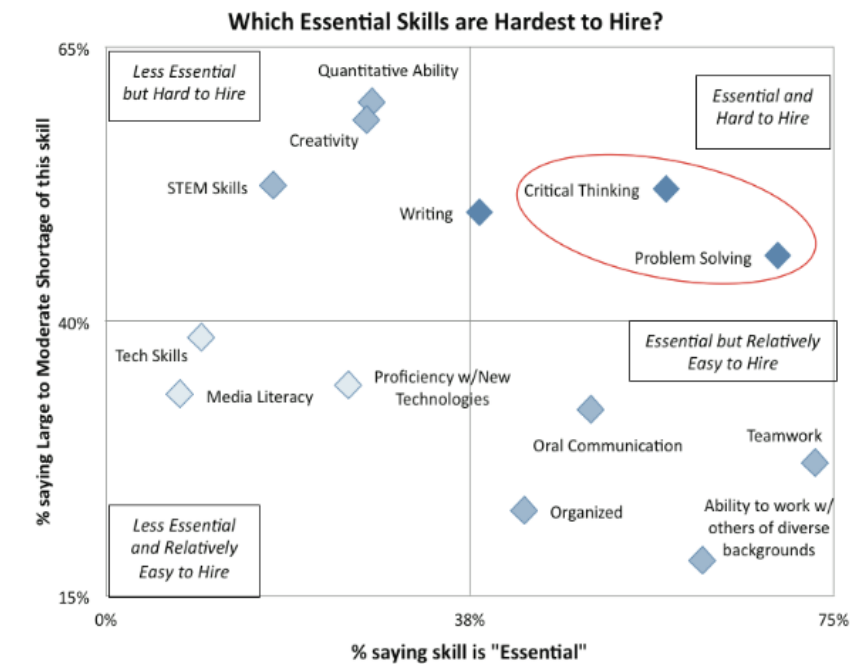 Which Essential Skills are Hardest to Hire?
65%
Less Essential
but Hard to Hire
Quantitative Ability
Essential and
Hard to Hire
Creativity
STEM Skills
Critical Thinking
Writing
Problem Solving
% saying Large to Moderate Shortage of this skill
40%
Essential but Relatively
Easy to Hire
Tech Skills
Proficiency w/New
Technologies
Media Literacy
Oral Communication
Teamwork
Organized
Ability to work w/
others of diverse
backgrounds
Less Essential
and Relatively
Easy to Hire
15%
0%
38%
75%
% saying skill is "Essential"